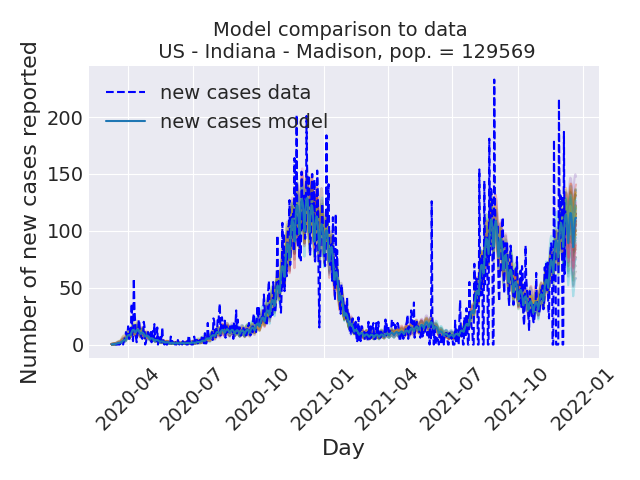 Model comparison to data
US - Indiana - Madison, pop. = 129569
Number of new cases reported
new cases data
new cases model
200
150
100
50
0
2020-04
2020-07
2020-10
2021-01
2021-04
2021-07
2021-10
2022-01
Day